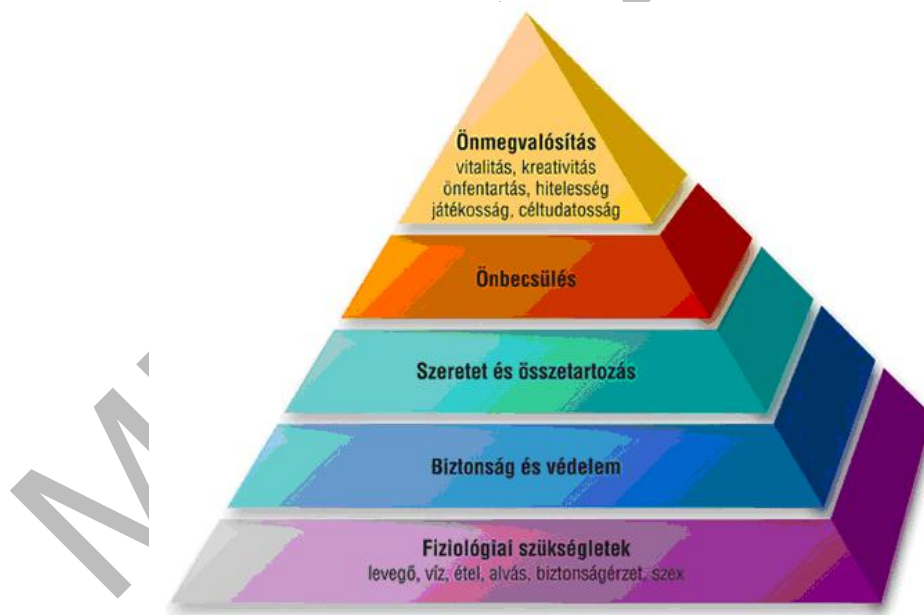 Önmegvalósítás
vitalitás, kreativitás
önfentartás, hitelesség
játékosság, céltudatosság
Önbecsülés
Szeretet és összetartozás
Biztonság és védelem
Fiziológiai szükségletek
levegő, víz, étel, alvás, biztonságérzet, szex